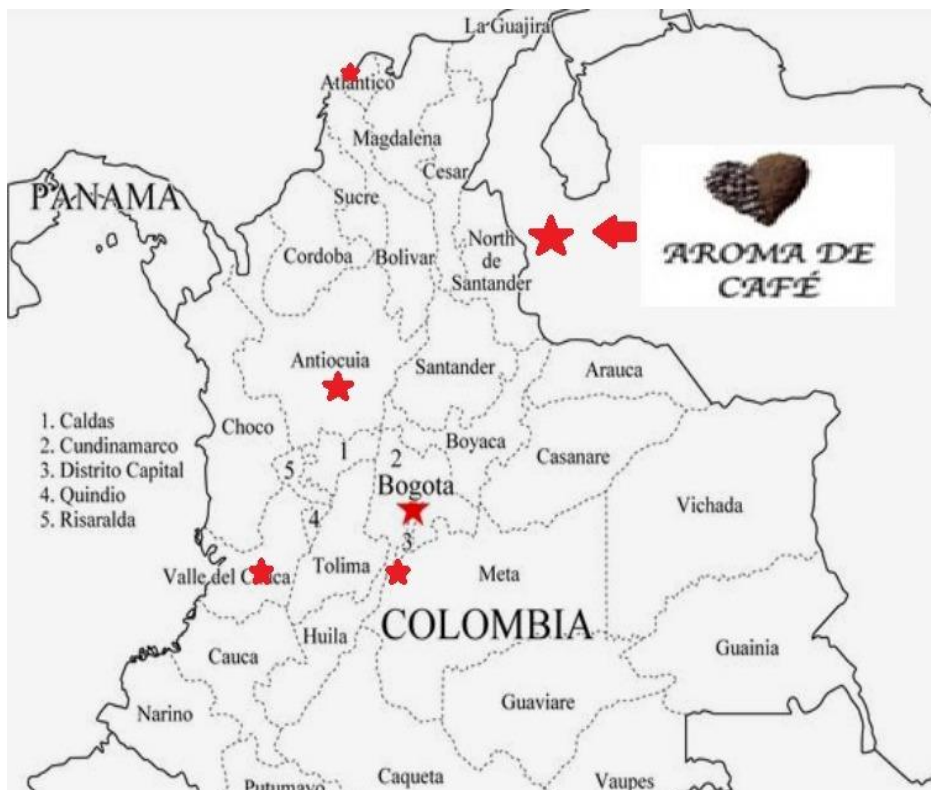 La Guajira
Atlantico
Magdalena
Cesar
PANAMA
Sucre
AROMA DE
CAFÉ
Cordoba
Bolivar
North
de
Santander
Antiocuia
Santander
Arauca
1. Caldas
2. Cundinamarco
3. Distrito Capital
4. Quindio
5. Risaralda
Choco
1
2
Boyaca
5
Casanare
Bogota
Vichada
4
3
Valle del Cauca
Tolima
Meta
COLOMBIA
Huila
Cauca
Guainia
Guaviare
Narino
Caqueta
Vaupes
Putumayo